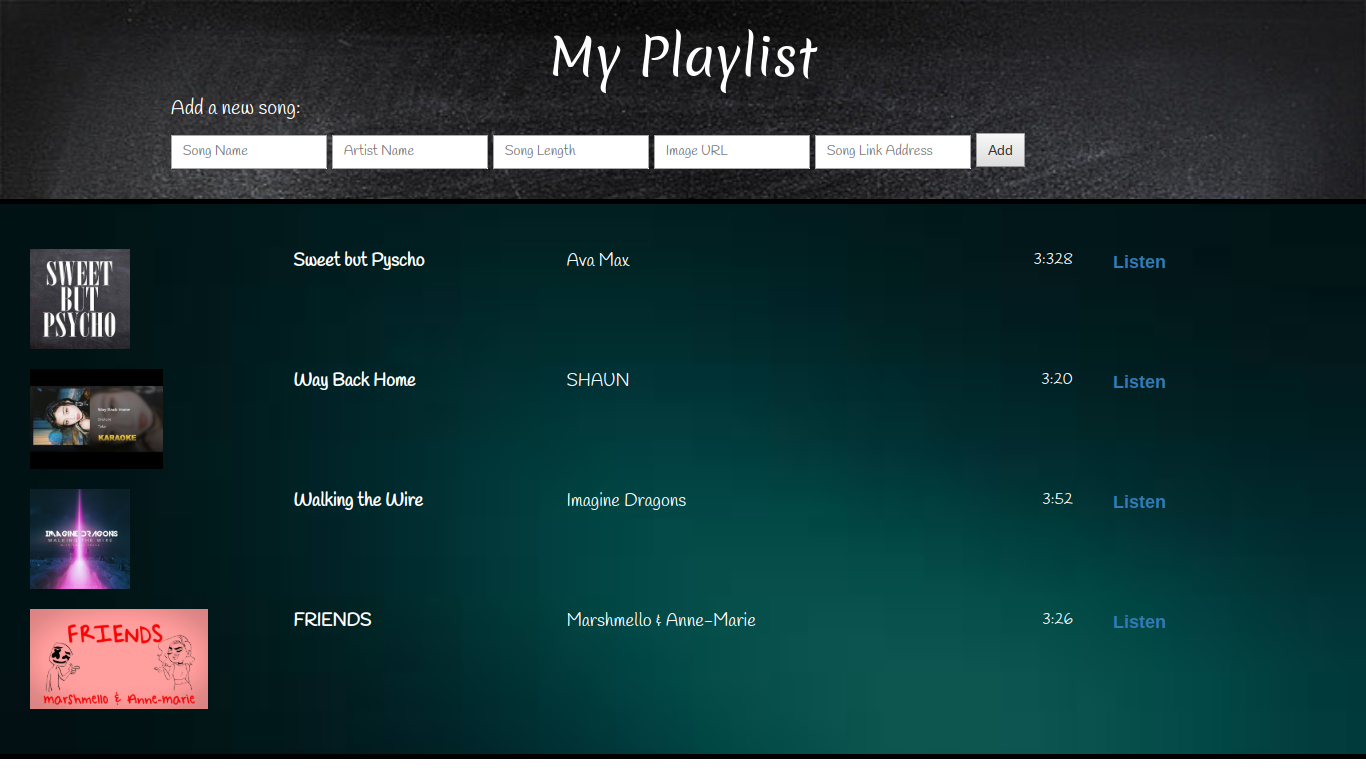 My Playlist
Add a new song:
Song Name Artist Name Song Length Image URL Song Link Address Add
SWEET
BUT
PSYCHO
Sweet but Pyscho Ava Max 3:328 Listen
Way Back Home
KARAOKE
Way Back Home SHAUN 3:20 Listen
IMAGINE DRAGONS
WALKING THE WIRE
Walking the Wire Imagine Dragons 3:52 Listen
FRIENDS
marshmello & Anne-marie
FRIENDS Marshmello & Anne-Marie 3:26 Listen